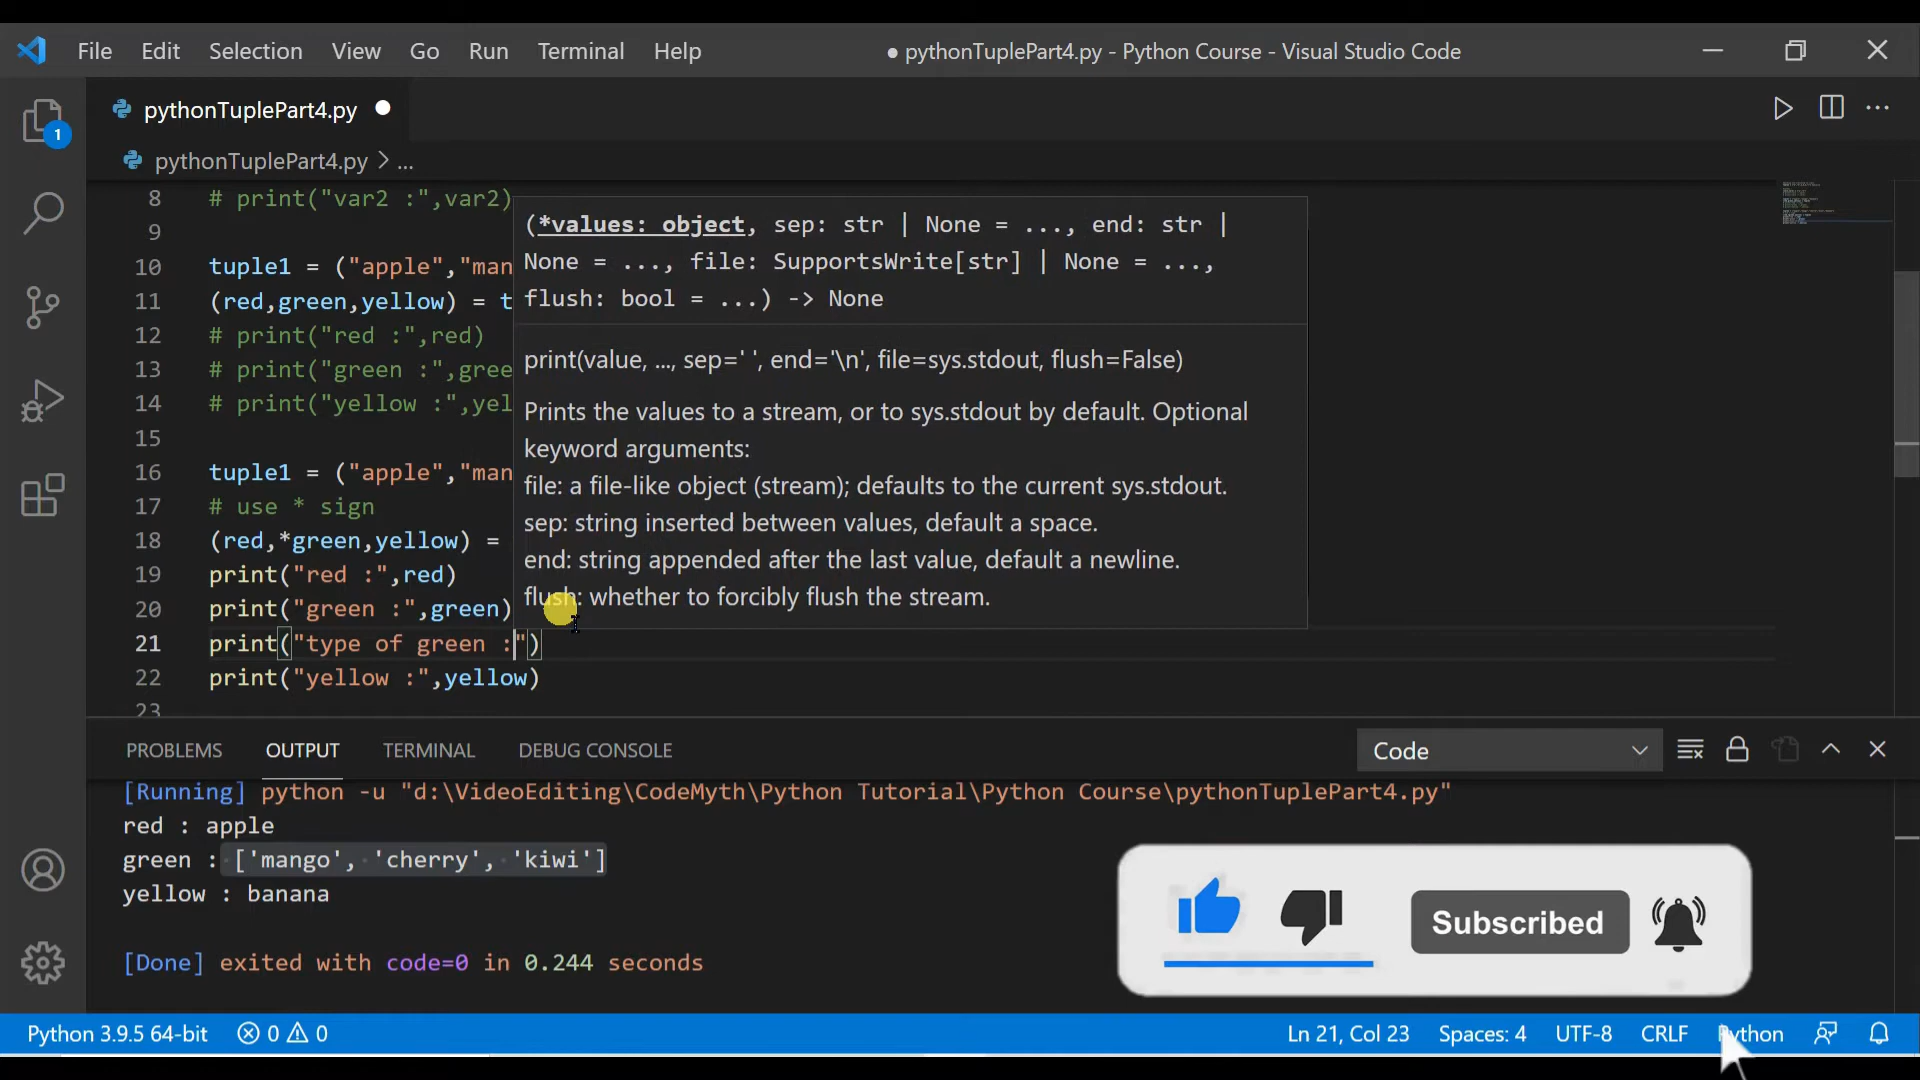 File Edit Selection View Go Run Terminal Help ● pythonTuplePart4.py - Python Course - Visual Studio Code
pythonTuplePart4.py
pythonTuplePart4.py > ...
1
8 # print("var2 :",var2)
9
10 tuple1 = ("apple","man
11 (red,green,yellow) = t
12 # print("red :",red)
13 # print("green :",gree
14 # print("yellow :",yel
15
16 tuple1 = ("apple","man
17 # use * sign
18 (red,*green,yellow) =
19 print("red :",red)
20 print("green :",green)
21 print("type of green :")
22 print("yellow :",yellow)
23
(*values: object, sep: str | None = ..., end: str |
None = ..., file: SupportsWrite[str] | None = ...,
flush: bool = ...) -> None
print(value, ..., sep=' ', end='\n', file=sys.stdout, flush=False)
Prints the values to a stream, or to sys.stdout by default. Optional
keyword arguments:
file: a file-like object (stream); defaults to the current sys.stdout.
sep: string inserted between values, default a space.
end: string appended after the last value, default a newline.
flush: whether to forcibly flush the stream.
PROBLEMS OUTPUT TERMINAL DEBUG CONSOLE Code
[Running] python -u "d:\VideoEditing\CodeMyth\Python Tutorial\Python Course\pythonTuplePart4.py"
red : apple
green : ['mango', 'cherry', 'kiwi']
yellow : banana
[Done] exited with code=0 in 0.244 seconds
Subscribed
Python 3.9.5 64-bit 0 0 Ln 21, Col 23 Spaces: 4 UTF-8 CRLF Python